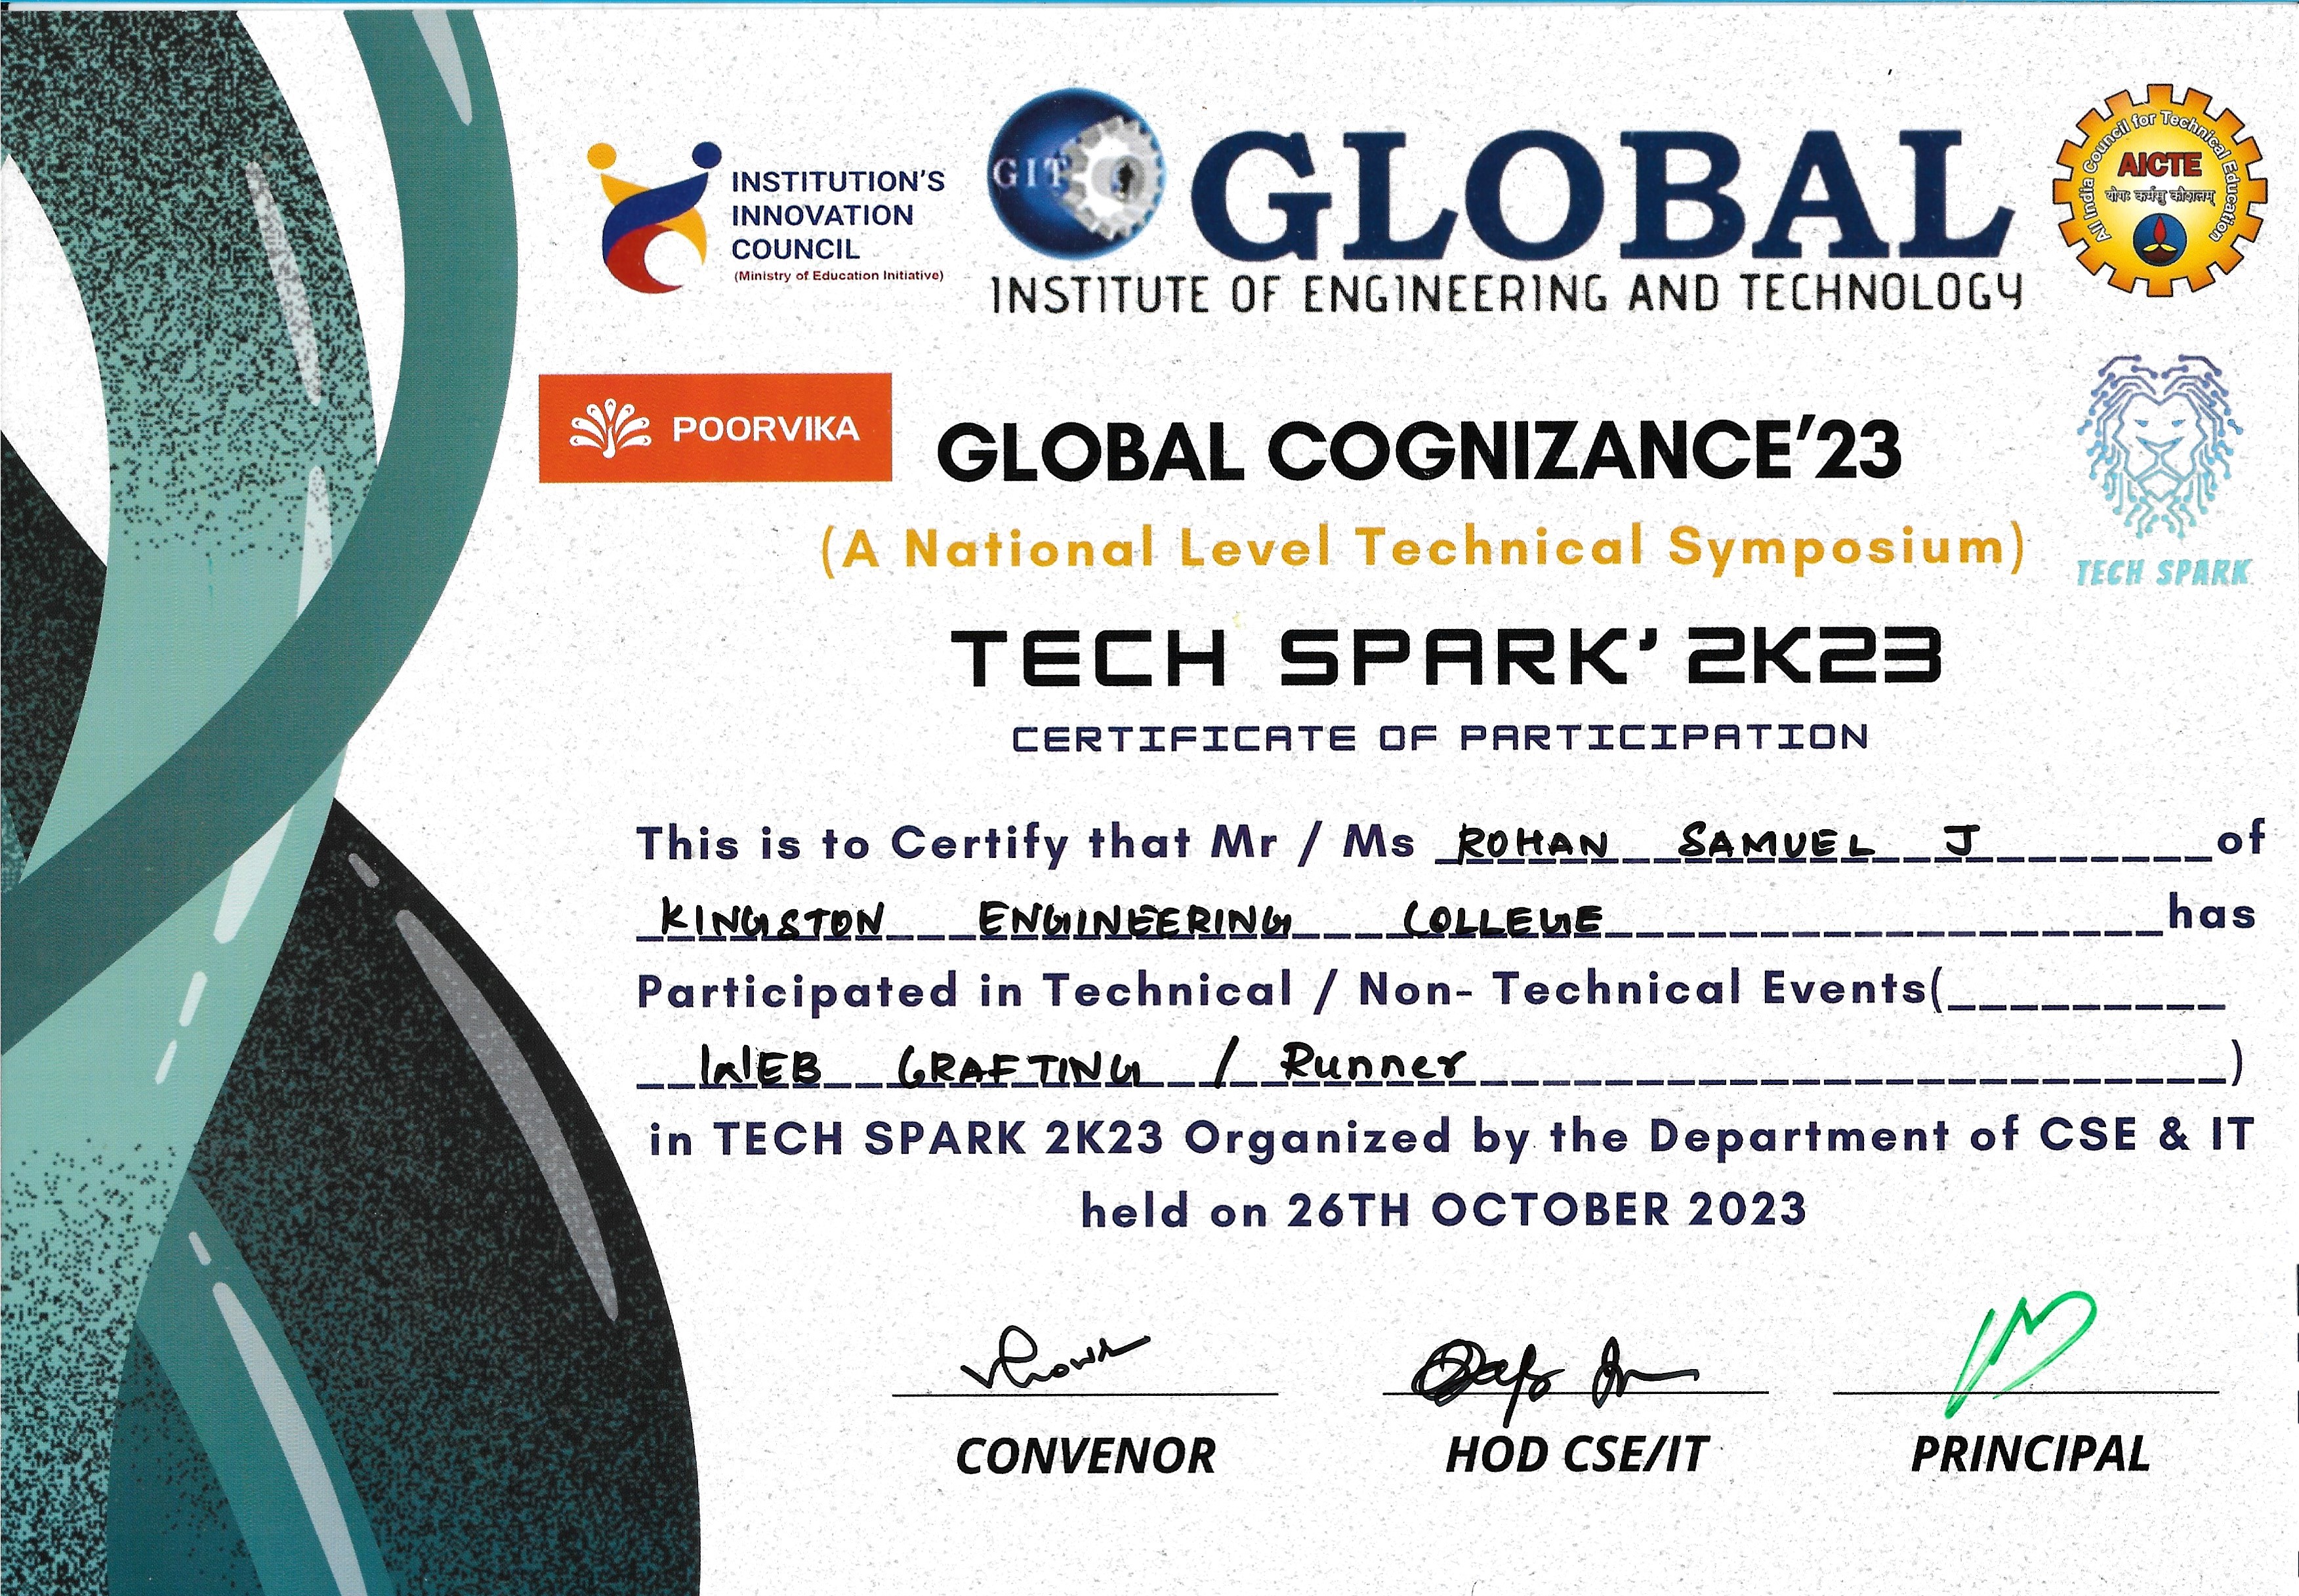 INSTITUTION'S
INNOVATION
COUNCIL
(Ministry of Education Initiative)
GIT
GLOBAL
INSTITUTE OF ENGINEERING AND TECHNOLOGY
All India Council for Technical Education
AICTE
योगः कर्मसु कौशलम्
POORVIKA
GLOBAL COGNIZANCE'23
(A National Level Technical Symposium)
TECH SPARK
TECH SPARK' 2K23
CERTIFICATE OF PARTICIPATION
This is to Certify that Mr / Ms ROHAN SAMUEL J of
KINGSTON ENGINEERING COLLEGE has
Participated in Technical / Non- Technical Events(
WEB CRAFTING / Runner )
in TECH SPARK 2K23 Organized by the Department of CSE & IT
held on 26TH OCTOBER 2023
CONVENOR HOD CSE/IT PRINCIPAL